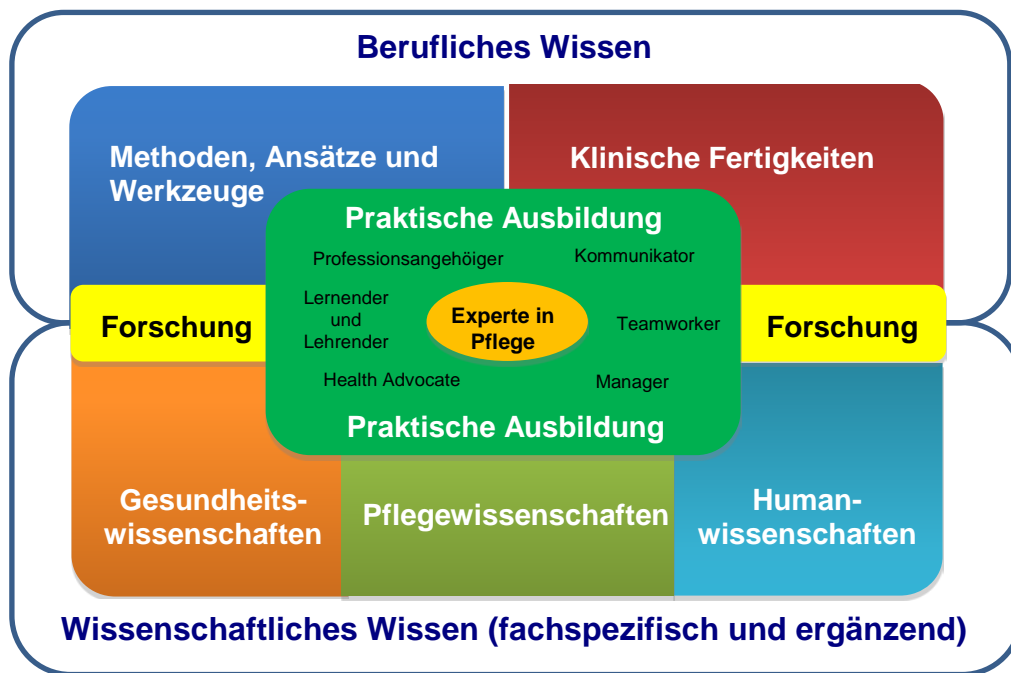 Berufliches Wissen
Methoden, Ansätze und
Werkzeuge
Klinische Fertigkeiten
Praktische Ausbildung
Professionsangehöiger
Kommunikator
Lernender
und
Lehrender
Experte in
Pflege
Teamworker
Forschung
Forschung
Health Advocate
Manager
Praktische Ausbildung
Gesundheits-
wissenschaften
Pflegewissenschaften
Human-
wissenschaften
Wissenschaftliches Wissen (fachspezifisch und ergänzend)